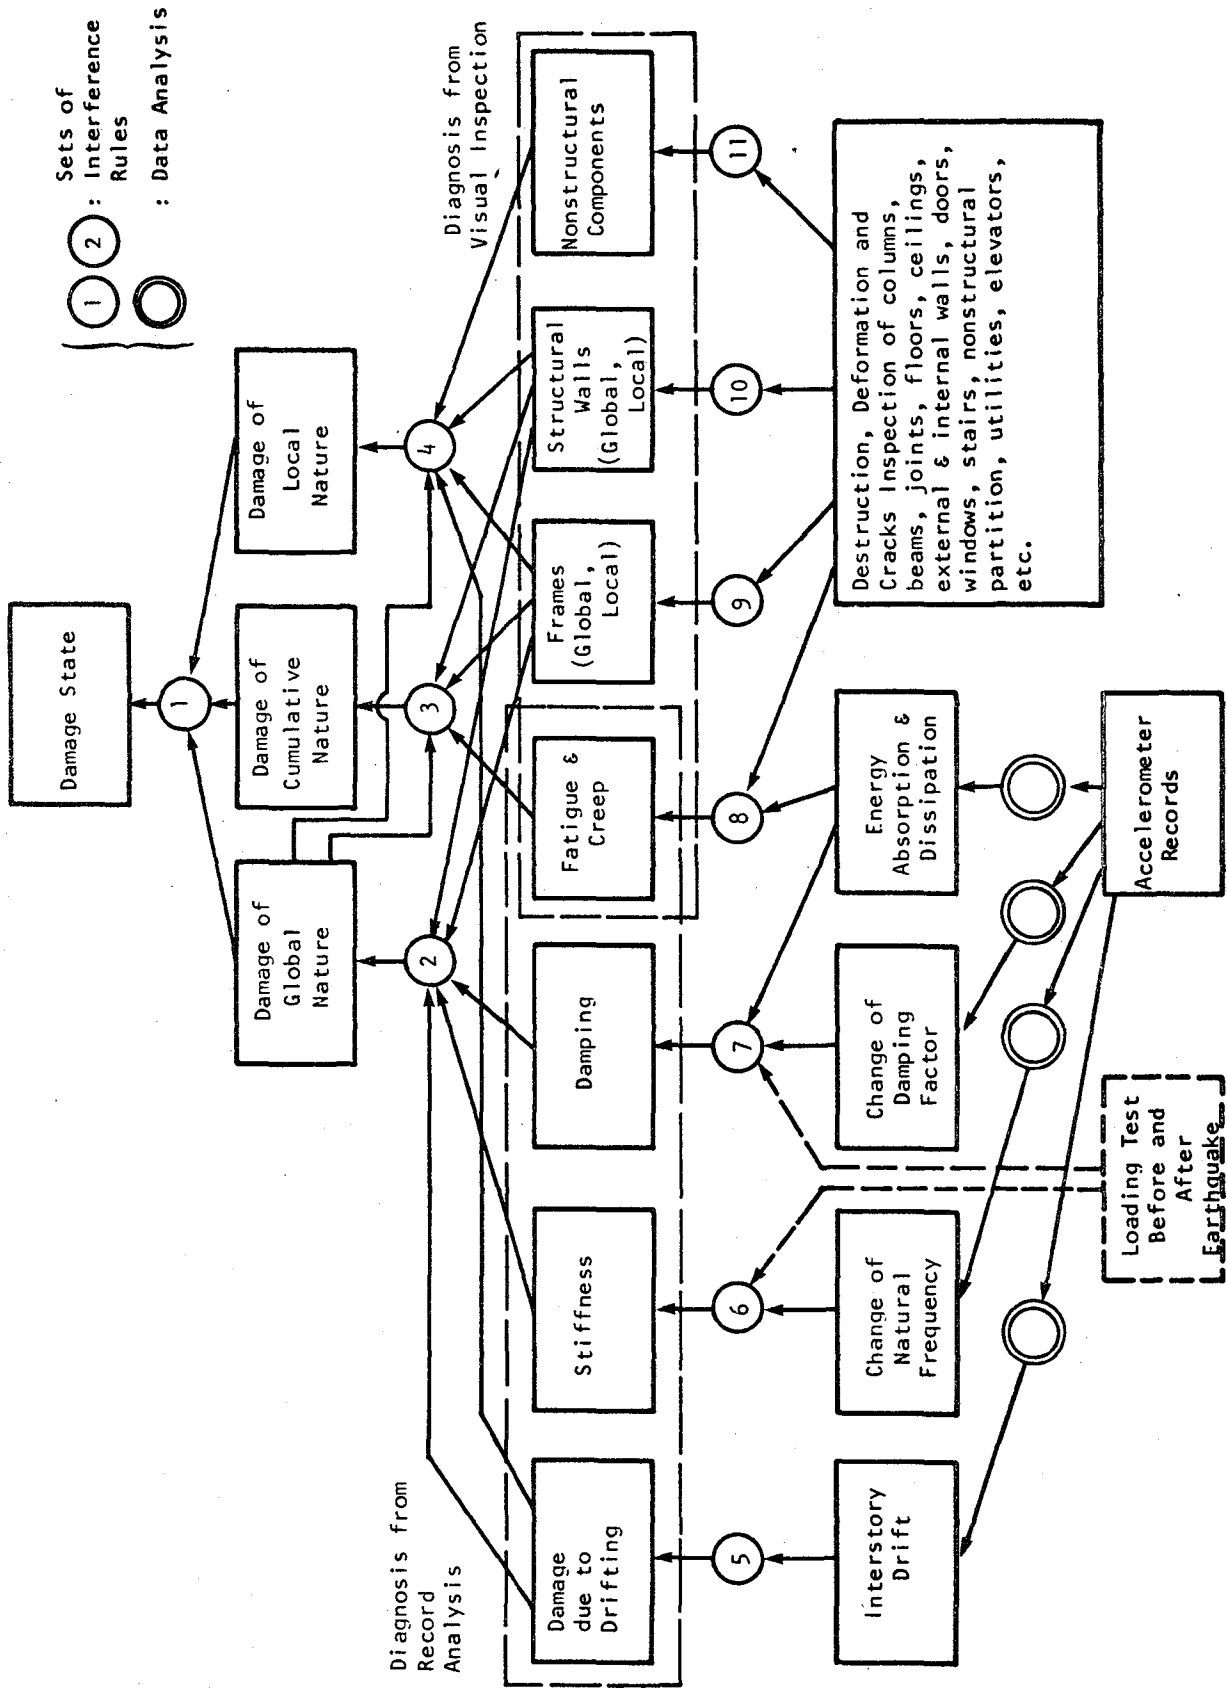 Sets of
1 2 : Interference
Rules
: Data Analysis
Damage State
1
Damage of
Global
Nature
Damage of
Cumulative
Nature
Damage of
Local
Nature
2
3
4
Diagnosis from
Record
Analysis
Diagnosis from
Visual Inspection
Damage
due to
Drifting
Stiffness
Damping
Fatigue &
Creep
Frames
(Global,
Local)
Structural
Walls
(Global,
Local)
Nonstructural
Components
5
6
7
8
9
10
11
Interstory
Drift
Change of
Natural
Frequency
Change of
Damping
Factor
Energy
Absorption &
Dissipation
Destruction, Deformation and
Cracks Inspection of columns,
beams, joints, floors, ceilings,
external & internal walls, doors,
windows, stairs, nonstructural
partition, utilities, elevators,
etc.
Loading Test
Before and
After
Earthquake
Accelerometer
Records